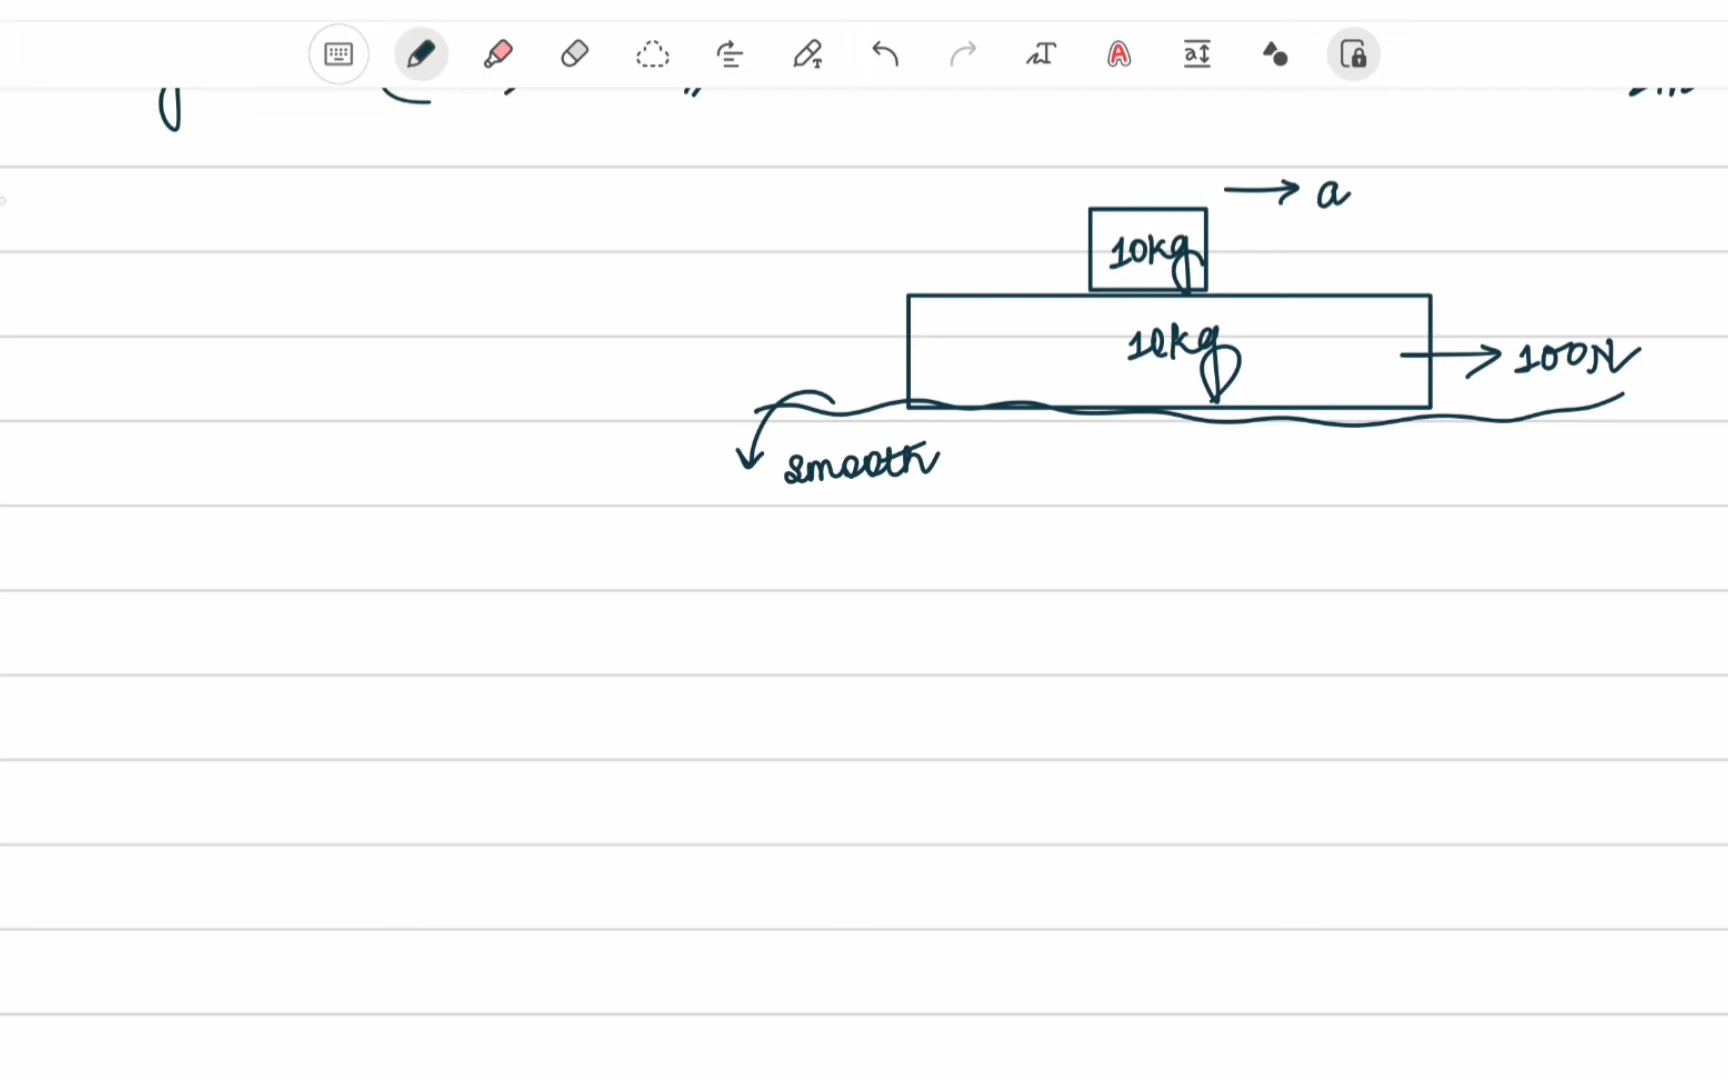 → a
10kg
10kg
→ 100N
smooth